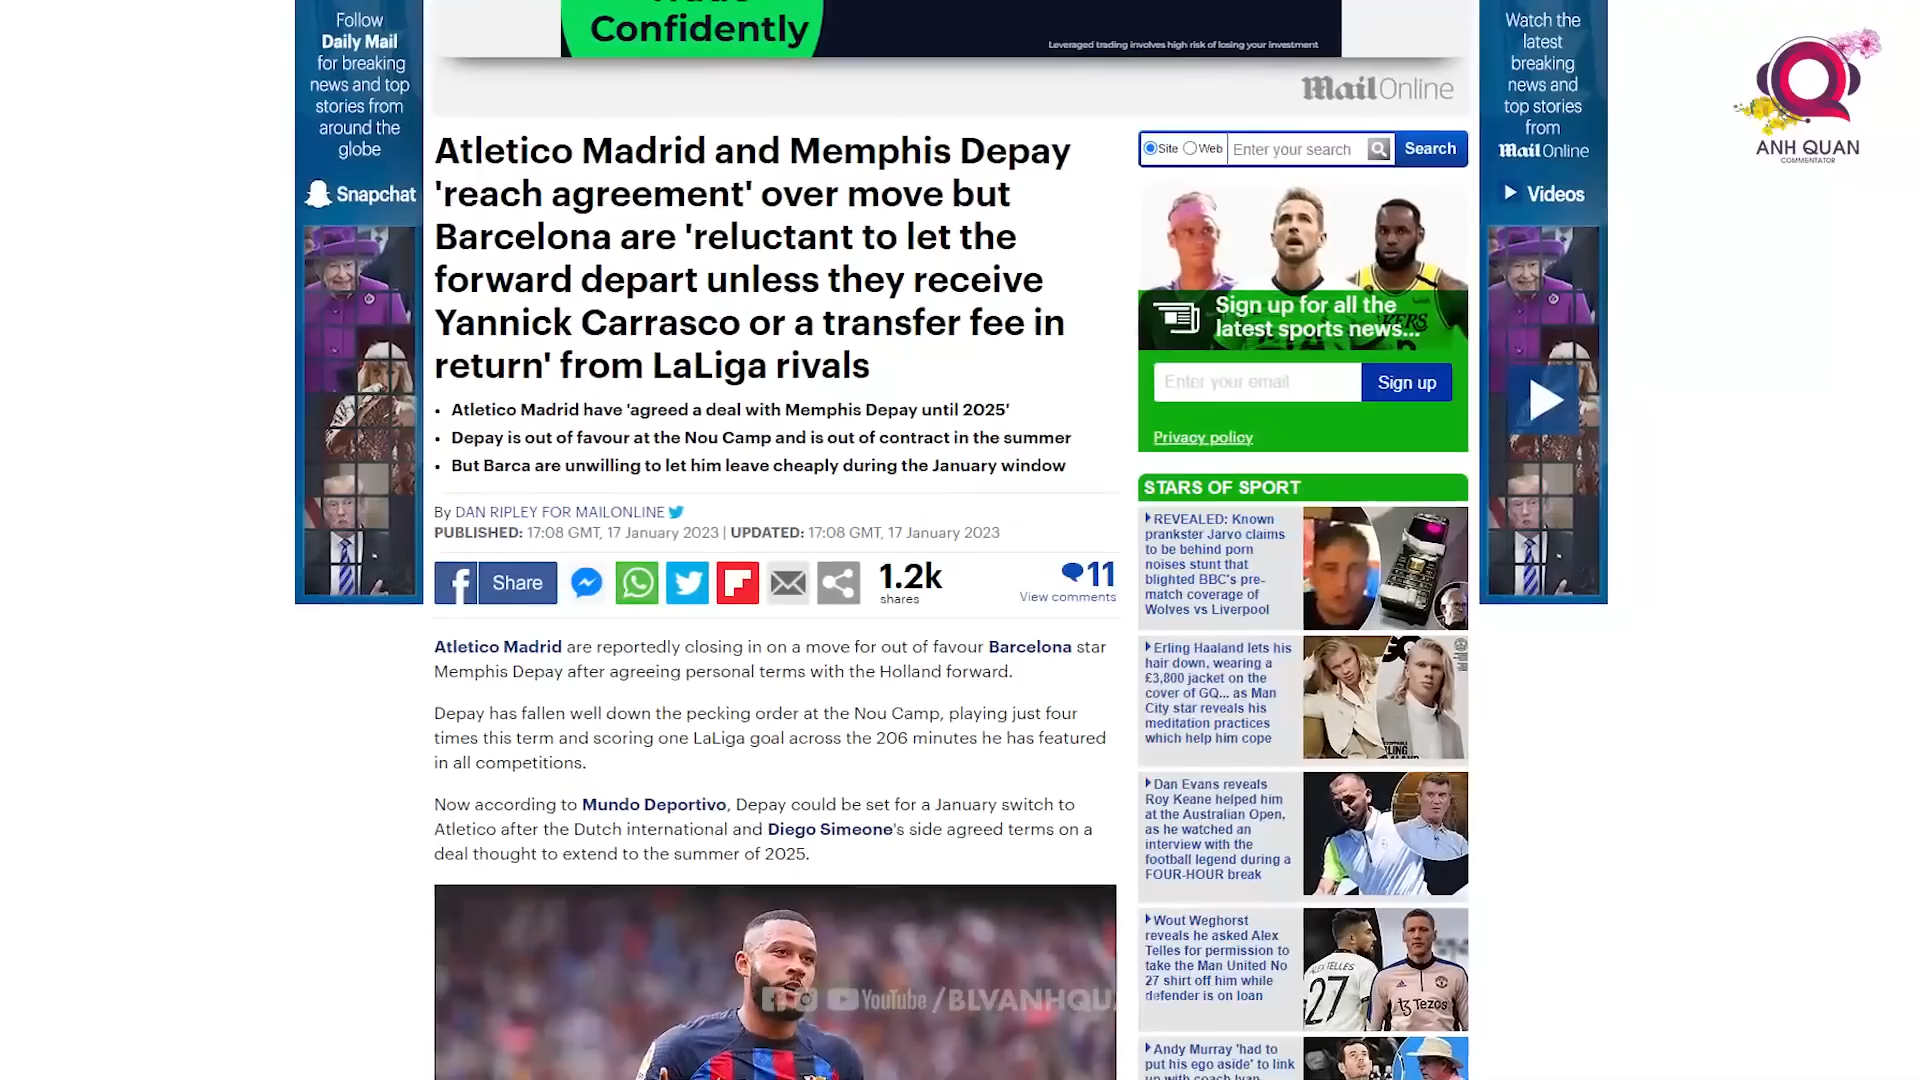 Follow
Daily Mail
for breaking
news and top
stories from
around the
globe
Snapchat
Confidently
Leveraged trading involves high risk of losing your investment
Mail Online
Atletico Madrid and Memphis Depay
'reach agreement' over move but
Barcelona are 'reluctant to let the
forward depart unless they receive
Yannick Carrasco or a transfer fee in
return' from LaLiga rivals
• Atletico Madrid have 'agreed a deal with Memphis Depay until 2025'
• Depay is out of favour at the Nou Camp and is out of contract in the summer
• But Barca are unwilling to let him leave cheaply during the January window
By DAN RIPLEY FOR MAILONLINE
PUBLISHED: 17:08 GMT, 17 January 2023 | UPDATED: 17:08 GMT, 17 January 2023
Share
1.2k
shares
11
View comments
Atletico Madrid are reportedly closing in on a move for out of favour Barcelona star
Memphis Depay after agreeing personal terms with the Holland forward.
Depay has fallen well down the pecking order at the Nou Camp, playing just four
times this term and scoring one LaLiga goal across the 206 minutes he has featured
in all competitions.
Now according to Mundo Deportivo, Depay could be set for a January switch to
Atletico after the Dutch international and Diego Simeone's side agreed terms on a
deal thought to extend to the summer of 2025.
YouTube /BLVANHQU
Site Web Enter your search Search
Sign up for all the
latest sports news...
Enter your email Sign up
Privacy policy
STARS OF SPORT
REVEALED: Known
prankster Jarvo claims
to be behind porn
noises stunt that
blighted BBC's pre-
match coverage of
Wolves vs Liverpool
Erling Haaland lets his
hair down, wearing a
£3,800 jacket on the
cover of GQ... as Man
City star reveals his
meditation practices
which help him cope
Dan Evans reveals
Roy Keane helped him
at the Australian Open,
as he watched an
interview with the
football legend during a
FOUR-HOUR break
Wout Weghorst
reveals he asked Alex
Telles for permission to
take the Man United No
27 shirt off him while
defender is on loan
ALEX TELLES
27
Tezos
Andy Murray 'had to
put his ego aside' to link
up with coach Ivan
Watch the
latest
breaking
news and
top stories
from
Mail Online
Videos
ANH QUAN
COMMENTATOR